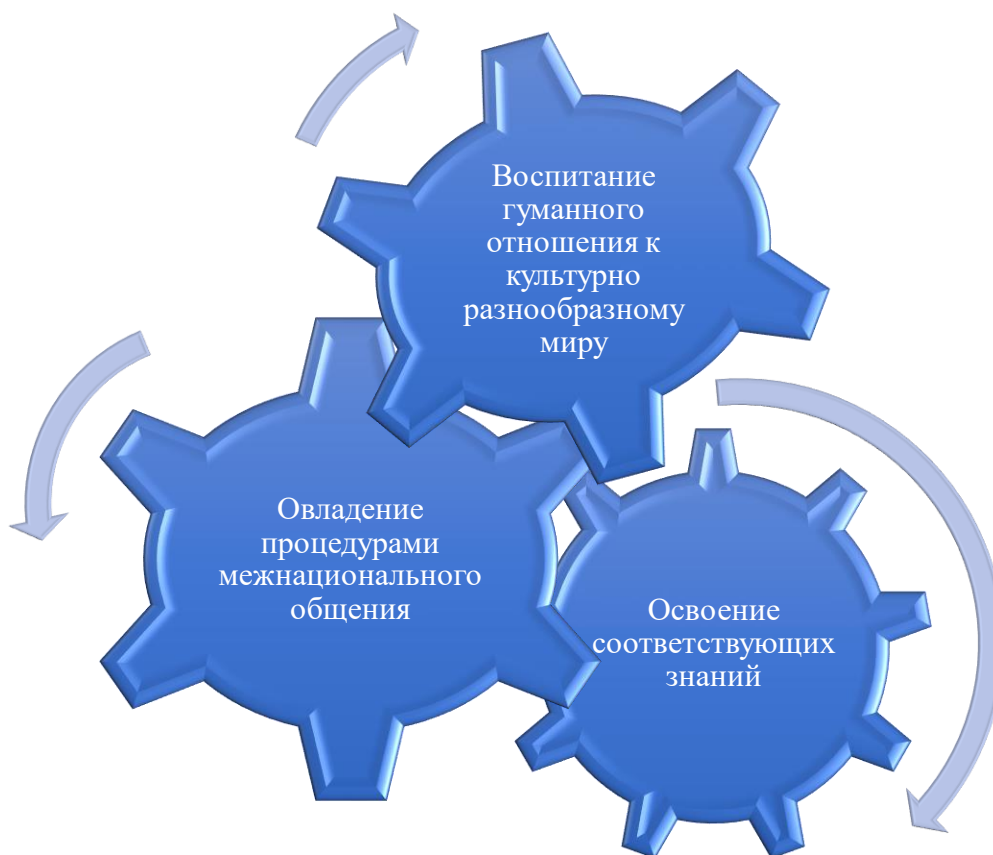 Воспитание
гуманного
отношения к
культурно
разнообразному
миру
Овладение
процедурами
межнационального
общения
Освоение
соответствующих
знаний